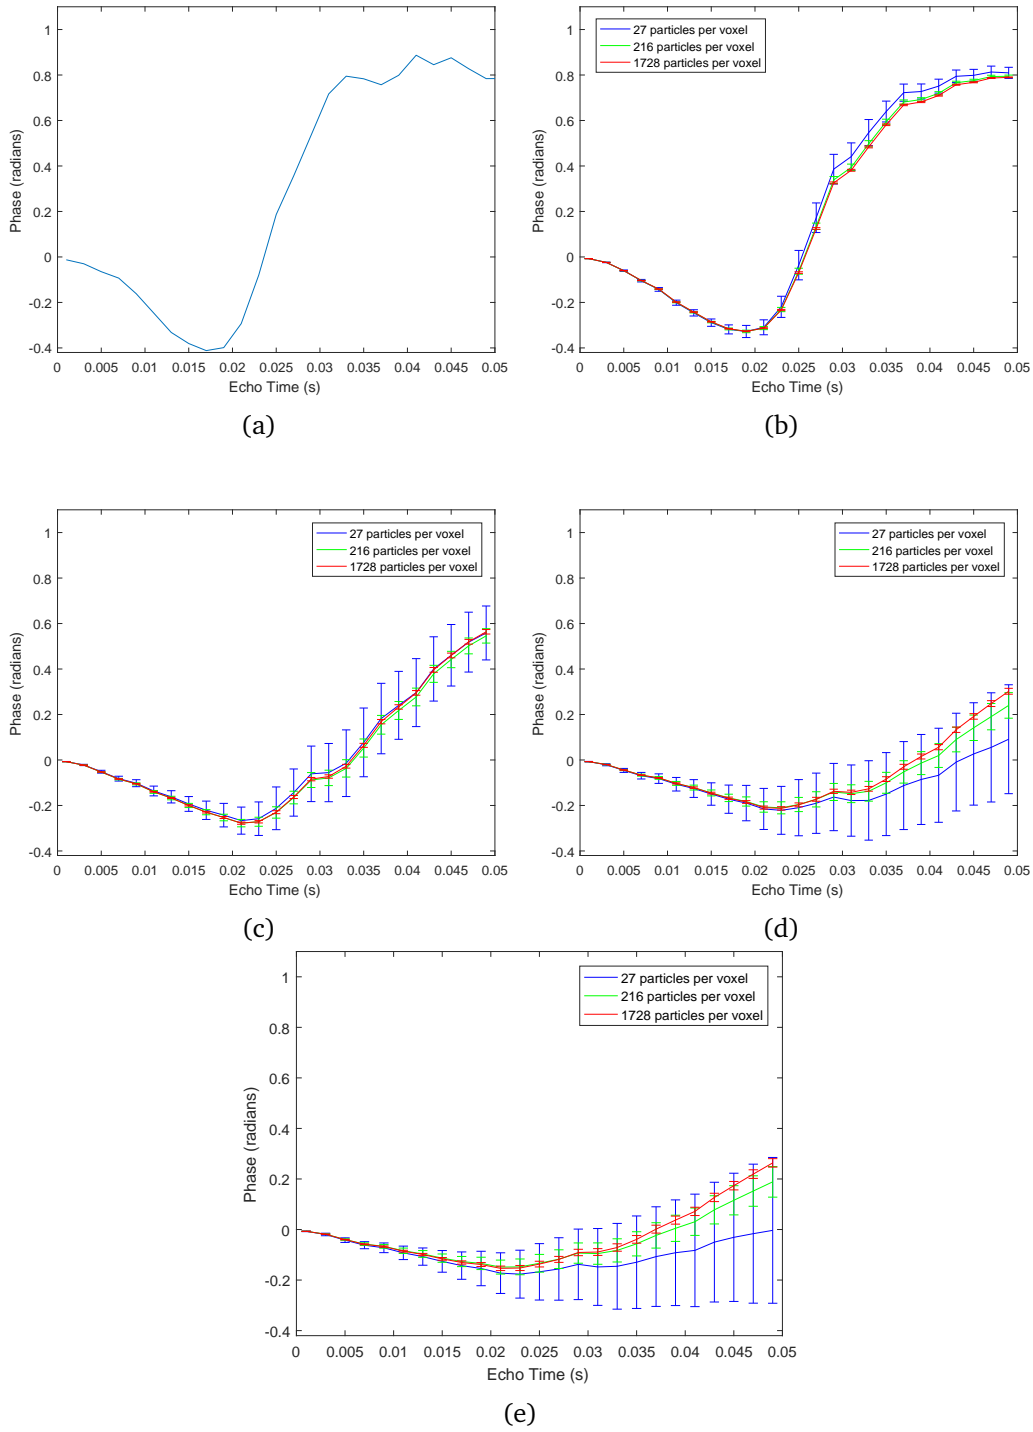 1
0.8
0.6
0.4
0.2
0
-0.2
-0.4
Phase (radians)
0 0.005 0.01 0.015 0.02 0.025 0.03 0.035 0.04 0.045 0.05
Echo Time (s)
(a)
27 particles per voxel
216 particles per voxel
1728 particles per voxel
1
0.8
0.6
0.4
0.2
0
-0.2
-0.4
Phase (radians)
0 0.005 0.01 0.015 0.02 0.025 0.03 0.035 0.04 0.045 0.05
Echo Time (s)
(b)
27 particles per voxel
216 particles per voxel
1728 particles per voxel
1
0.8
0.6
0.4
0.2
0
-0.2
-0.4
Phase (radians)
0 0.005 0.01 0.015 0.02 0.025 0.03 0.035 0.04 0.045 0.05
Echo Time (s)
(c)
27 particles per voxel
216 particles per voxel
1728 particles per voxel
1
0.8
0.6
0.4
0.2
0
-0.2
-0.4
Phase (radians)
0 0.005 0.01 0.015 0.02 0.025 0.03 0.035 0.04 0.045 0.05
Echo Time (s)
(d)
27 particles per voxel
216 particles per voxel
1728 particles per voxel
1
0.8
0.6
0.4
0.2
0
-0.2
-0.4
Phase (radians)
0 0.005 0.01 0.015 0.02 0.025 0.03 0.035 0.04 0.045 0.05
Echo Time (s)
(e)